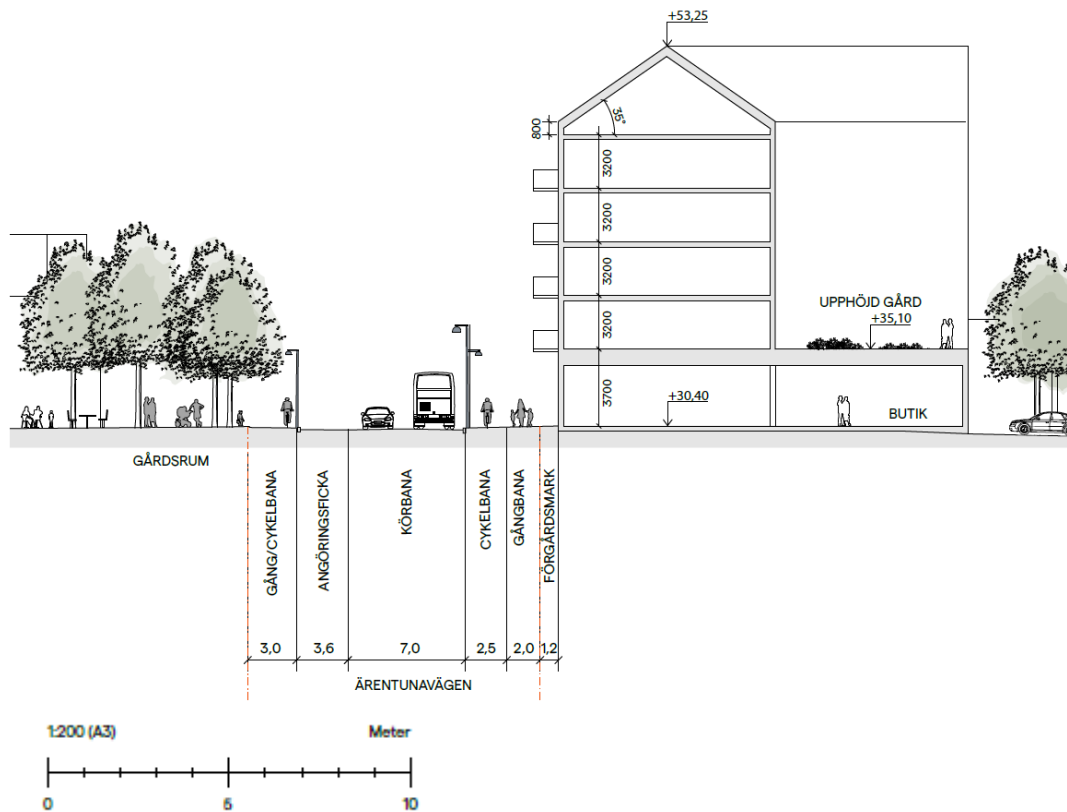 +53,25
35°
800
3200
3200
3200
3200
3700
UPPHÖJD GÅRD
+35,10
+30,40
BUTIK
GÅRDSRUM
GÅNG/CYKELBANA
ANGÖRINGSFICKA
KÖRBANA
CYKELBANA
GÅNGBANA
FÖRGÅRDSMARK
3,0
3,6
7,0
2,5
2,0
1,2
ÄRENTUNAVÄGEN
1:200 (A3)
Meter
0
5
10